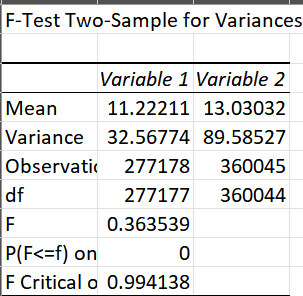 F-Test Two-Sample for Variances
Variable 1 Variable 2
Mean 11.22211 13.03032
Variance 32.56774 89.58527
Observatic 277178 360045
df 277177 360044
F 0.363539
P(F<=f) on 0
F Critical o 0.994138